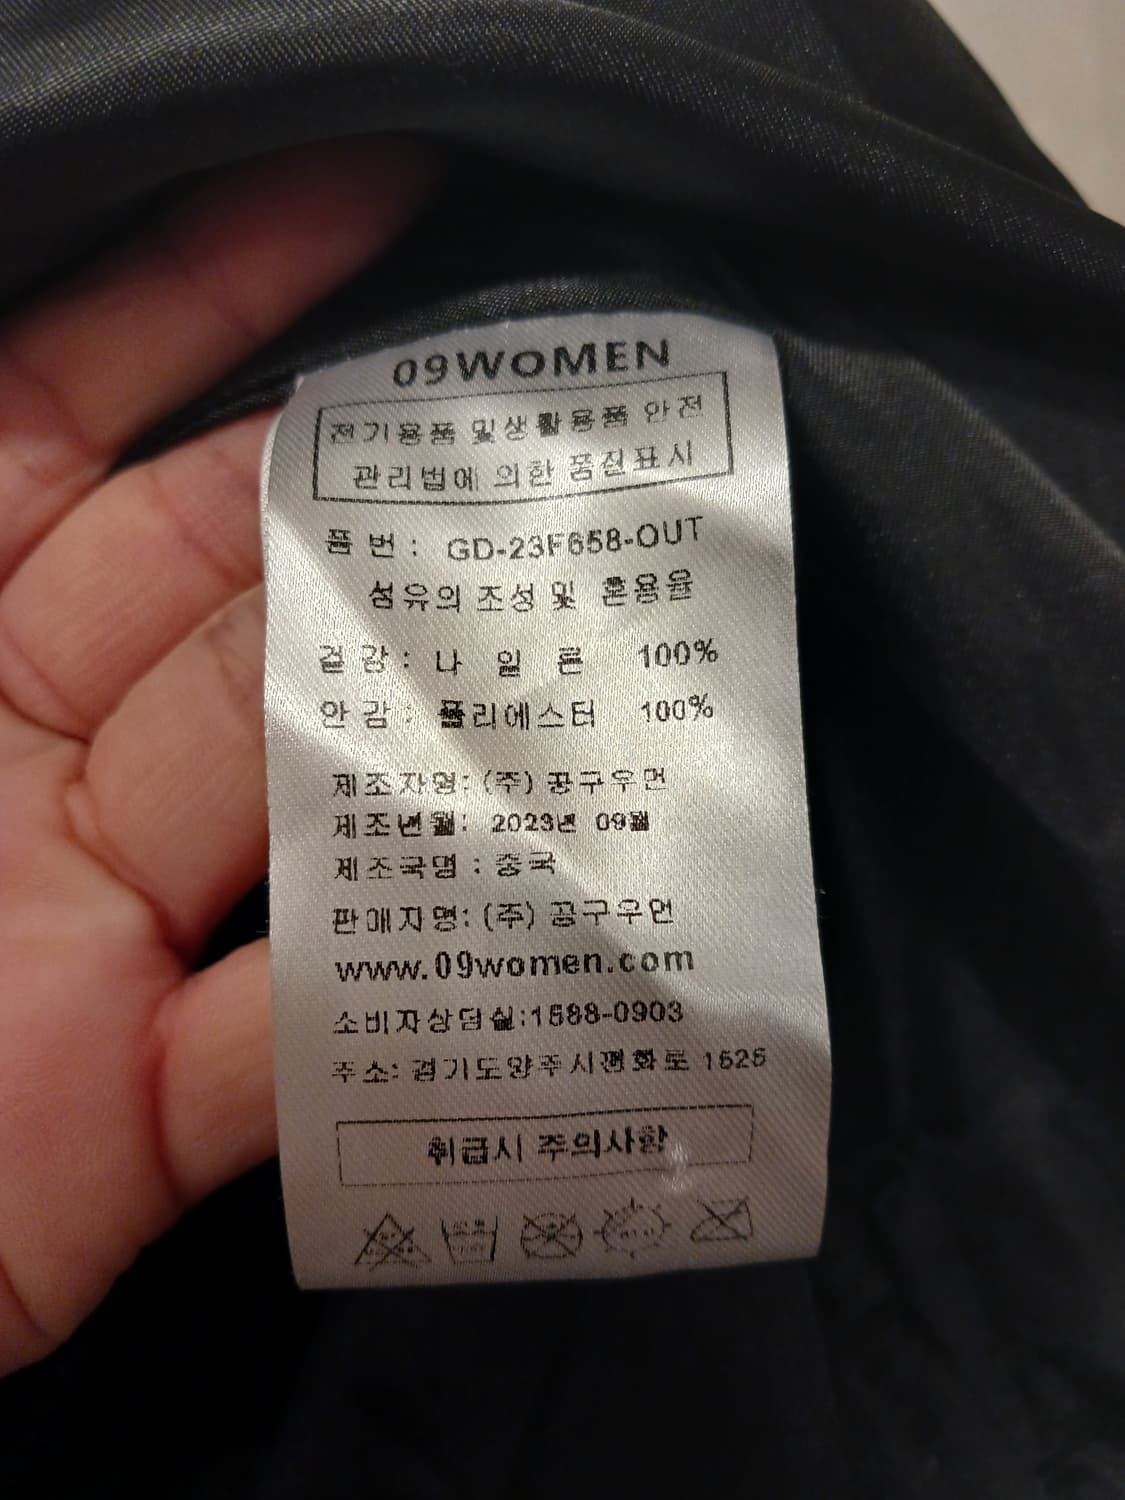 09WOMEN
전기용품 및생활용품 안전
관리법에 의한 품질표시
품 번 : GD-23F658-OUT
섬유의 조성 및 혼용율
겉 감 : 나 일 론 100%
안 감 : 폴리에스터 100%
제조자명: (주) 공구우먼
제조년월: 2023년 09월
제조국명 : 중국
판매자명: (주) 공구우먼
www.09women.com
소비자상담실:1588-0903
주소: 경기도양주시평화로 1525
취급시 주의사항